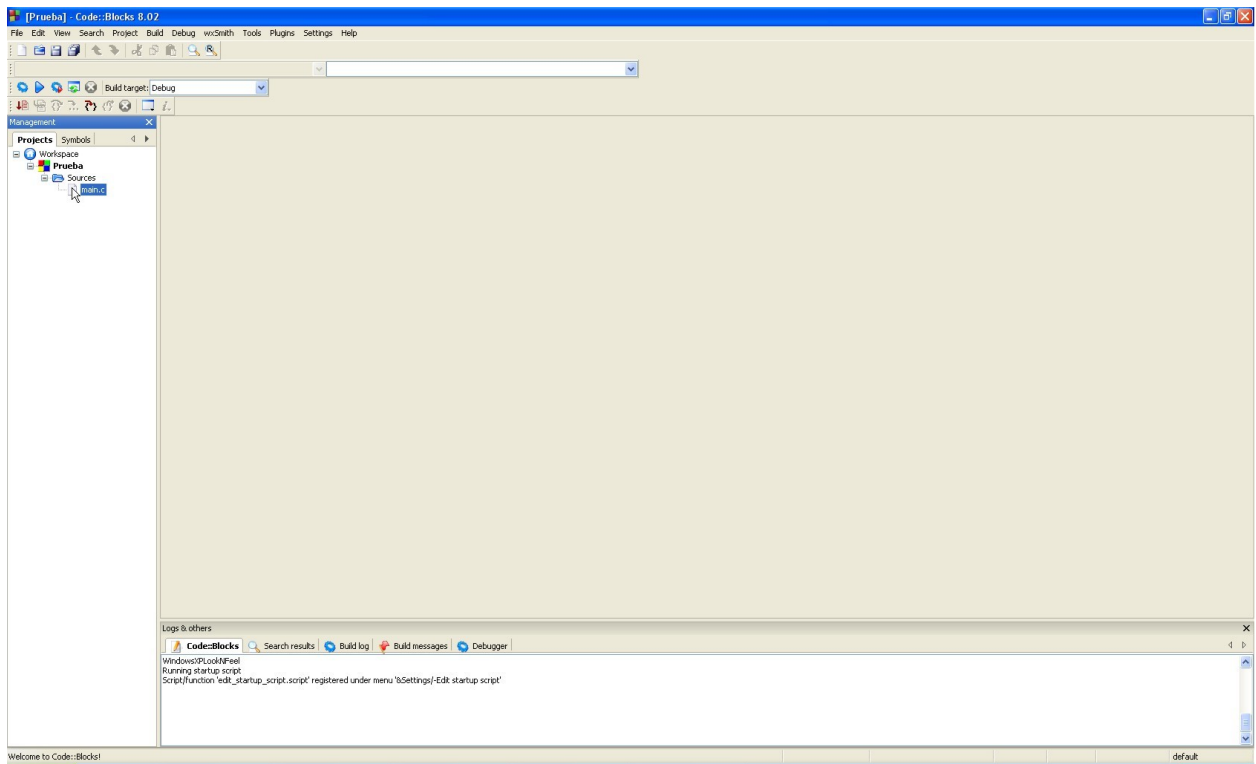 [Prueba] - Code::Blocks 8.02
File Edit View Search Project Build Debug wxSmith Tools Plugins Settings Help
Build target: Debug
Management
Projects Symbols
Workspace
Prueba
Sources
main.c
Logs & others
Code::Blocks Search results Build log Build messages Debugger
WindowsXPLookNFeel
Running startup script
Script/function 'edit_startup_script.script' registered under menu '&Settings/-Edit startup script'
Welcome to Code::Blocks!
default